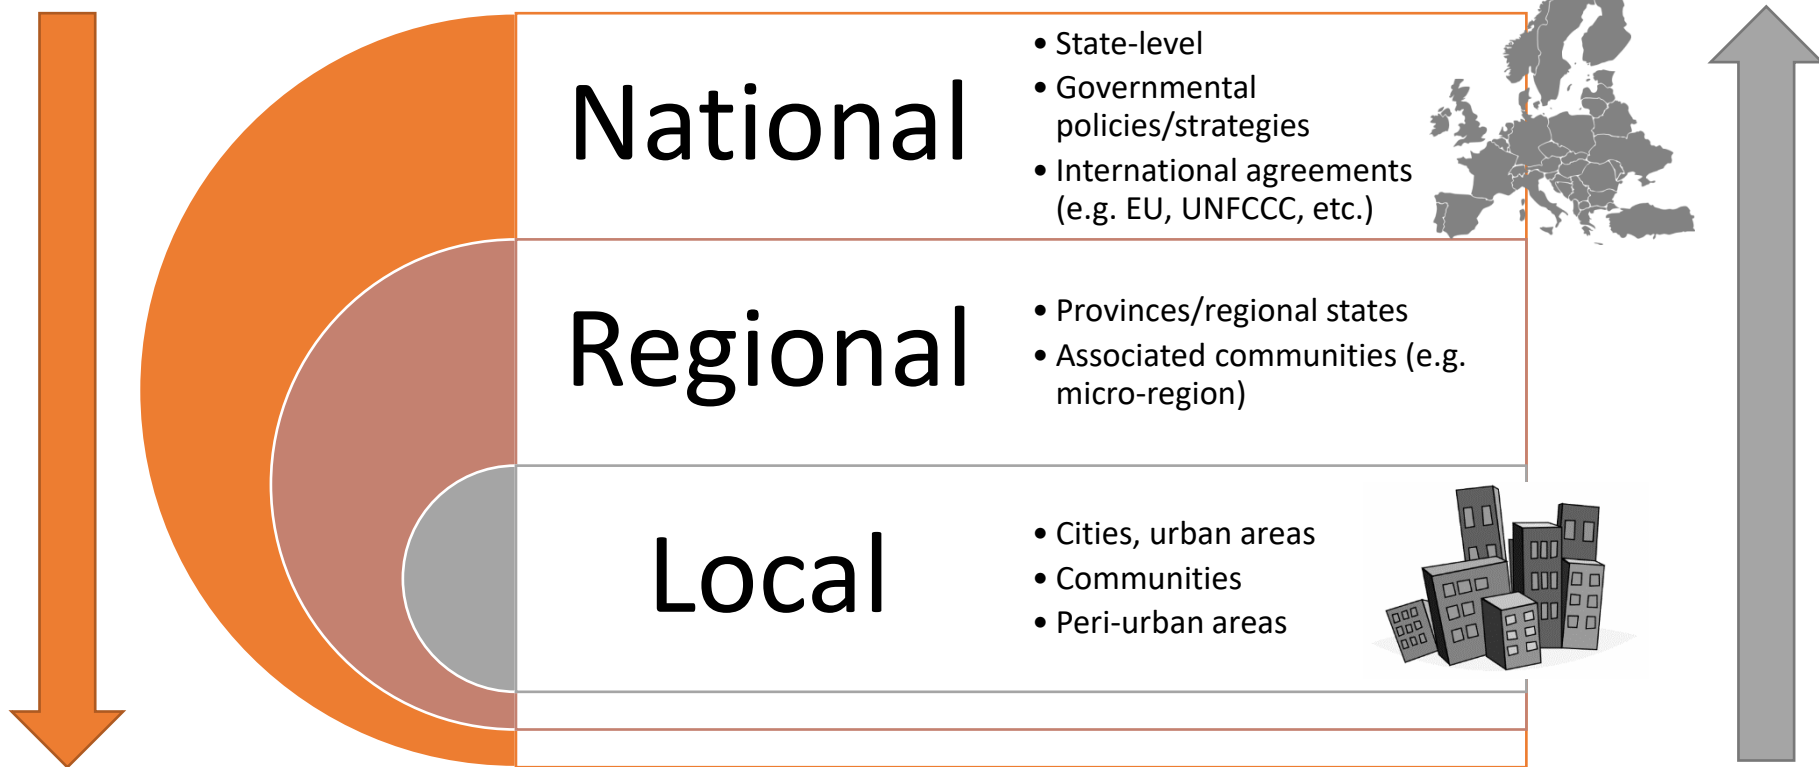 National
• State-level
• Governmental
policies/strategies
• International agreements
(e.g. EU, UNFCCC, etc.)
Regional
• Provinces/regional states
• Associated communities (e.g.
micro-region)
Local
• Cities, urban areas
• Communities
• Peri-urban areas